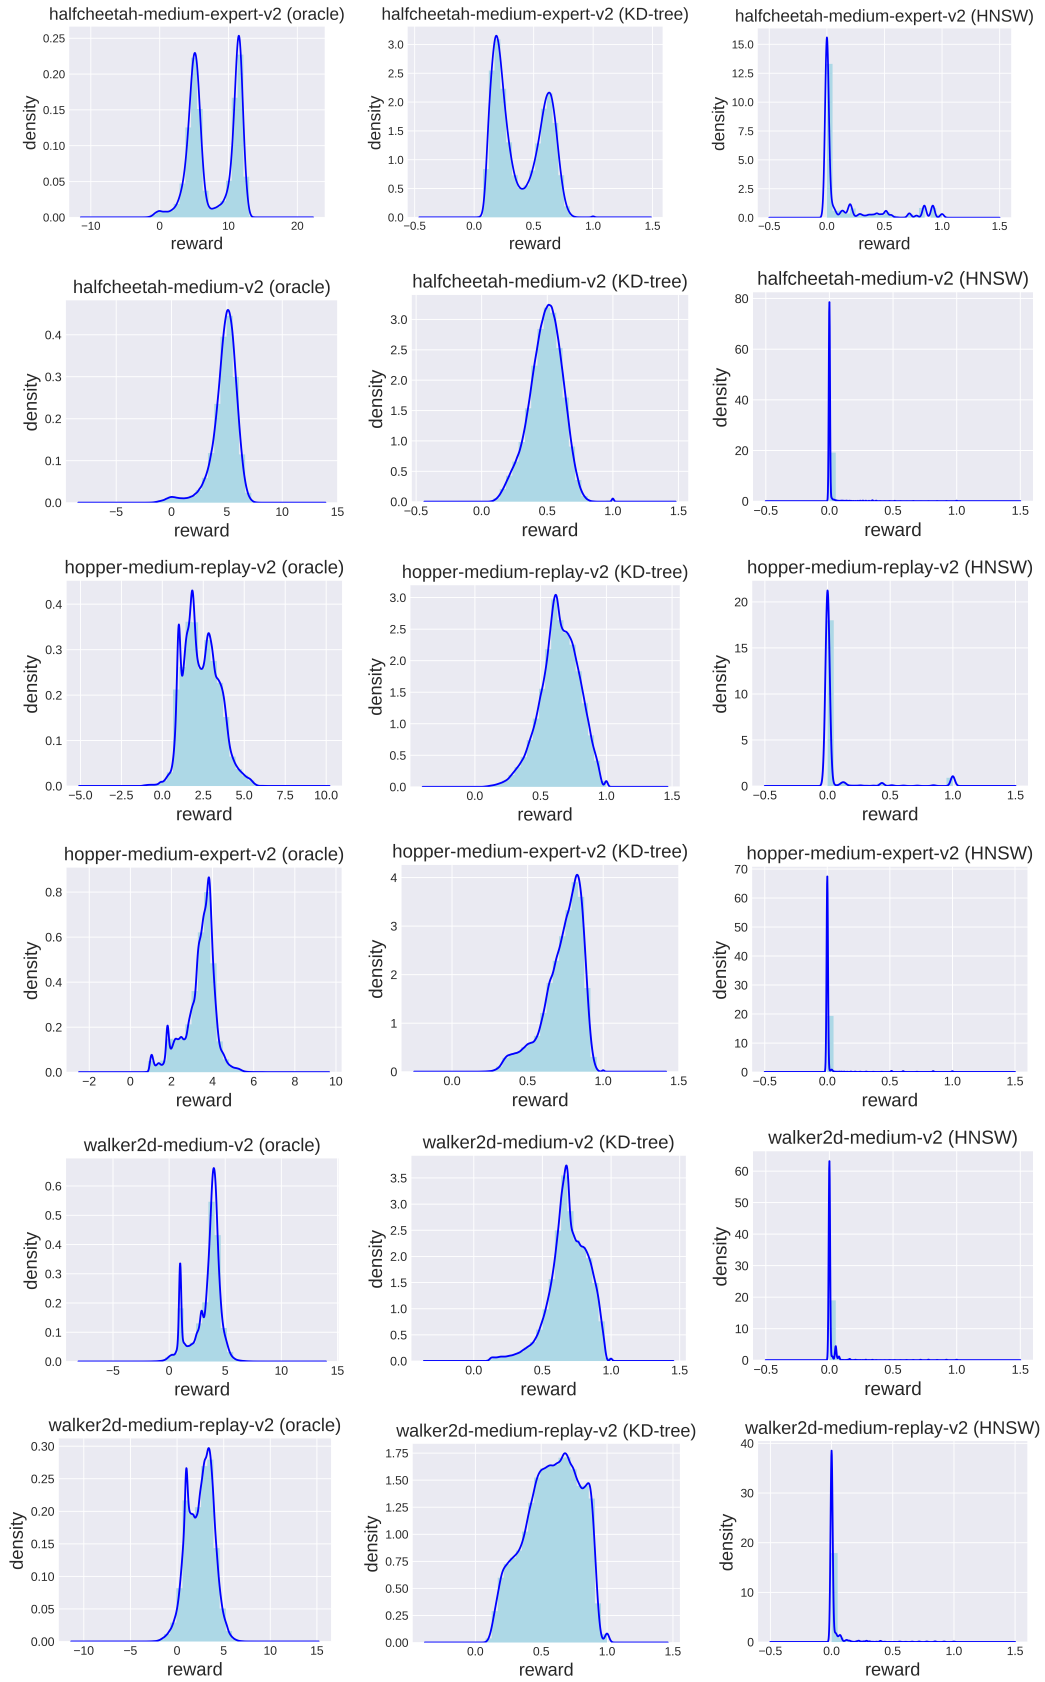 halfcheetah-medium-expert-v2 (oracle)
density
0.25
0.20
0.15
0.10
0.05
0.00
−10 0 10 20
reward
halfcheetah-medium-expert-v2 (KD-tree)
density
3.0
2.5
2.0
1.5
1.0
0.5
0.0
−0.5 0.0 0.5 1.0 1.5
reward
halfcheetah-medium-expert-v2 (HNSW)
density
15.0
12.5
10.0
7.5
5.0
2.5
0.0
−0.5 0.0 0.5 1.0 1.5
reward
halfcheetah-medium-v2 (oracle)
density
0.4
0.3
0.2
0.1
0.0
−5 0 5 10 15
reward
halfcheetah-medium-v2 (KD-tree)
density
3.0
2.5
2.0
1.5
1.0
0.5
0.0
−0.5 0.0 0.5 1.0 1.5
reward
halfcheetah-medium-v2 (HNSW)
density
80
60
40
20
0
−0.5 0.0 0.5 1.0 1.5
reward
hopper-medium-replay-v2 (oracle)
density
0.4
0.3
0.2
0.1
0.0
−5.0 −2.5 0.0 2.5 5.0 7.5 10.0
reward
hopper-medium-replay-v2 (KD-tree)
density
3.0
2.5
2.0
1.5
1.0
0.5
0.0
0.0 0.5 1.0 1.5
reward
hopper-medium-replay-v2 (HNSW)
density
20
15
10
5
0
−0.5 0.0 0.5 1.0 1.5
reward
hopper-medium-expert-v2 (oracle)
density
0.8
0.6
0.4
0.2
0.0
−2 0 2 4 6 8 10
reward
hopper-medium-expert-v2 (KD-tree)
density
4
3
2
1
0
0.0 0.5 1.0 1.5
reward
hopper-medium-expert-v2 (HNSW)
density
70
60
50
40
30
20
10
0
−0.5 0.0 0.5 1.0 1.5
reward
walker2d-medium-v2 (oracle)
density
0.6
0.5
0.4
0.3
0.2
0.1
0.0
−5 0 5 10 15
reward
walker2d-medium-v2 (KD-tree)
density
3.5
3.0
2.5
2.0
1.5
1.0
0.5
0.0
0.0 0.5 1.0 1.5
reward
walker2d-medium-v2 (HNSW)
density
60
50
40
30
20
10
0
−0.5 0.0 0.5 1.0 1.5
reward
walker2d-medium-replay-v2 (oracle)
density
0.30
0.25
0.20
0.15
0.10
0.05
0.00
−10 −5 0 5 10 15
reward
walker2d-medium-replay-v2 (KD-tree)
density
1.75
1.50
1.25
1.00
0.75
0.50
0.25
0.00
0.0 0.5 1.0 1.5
reward
walker2d-medium-replay-v2 (HNSW)
density
40
30
20
10
0
−0.5 0.0 0.5 1.0 1.5
reward